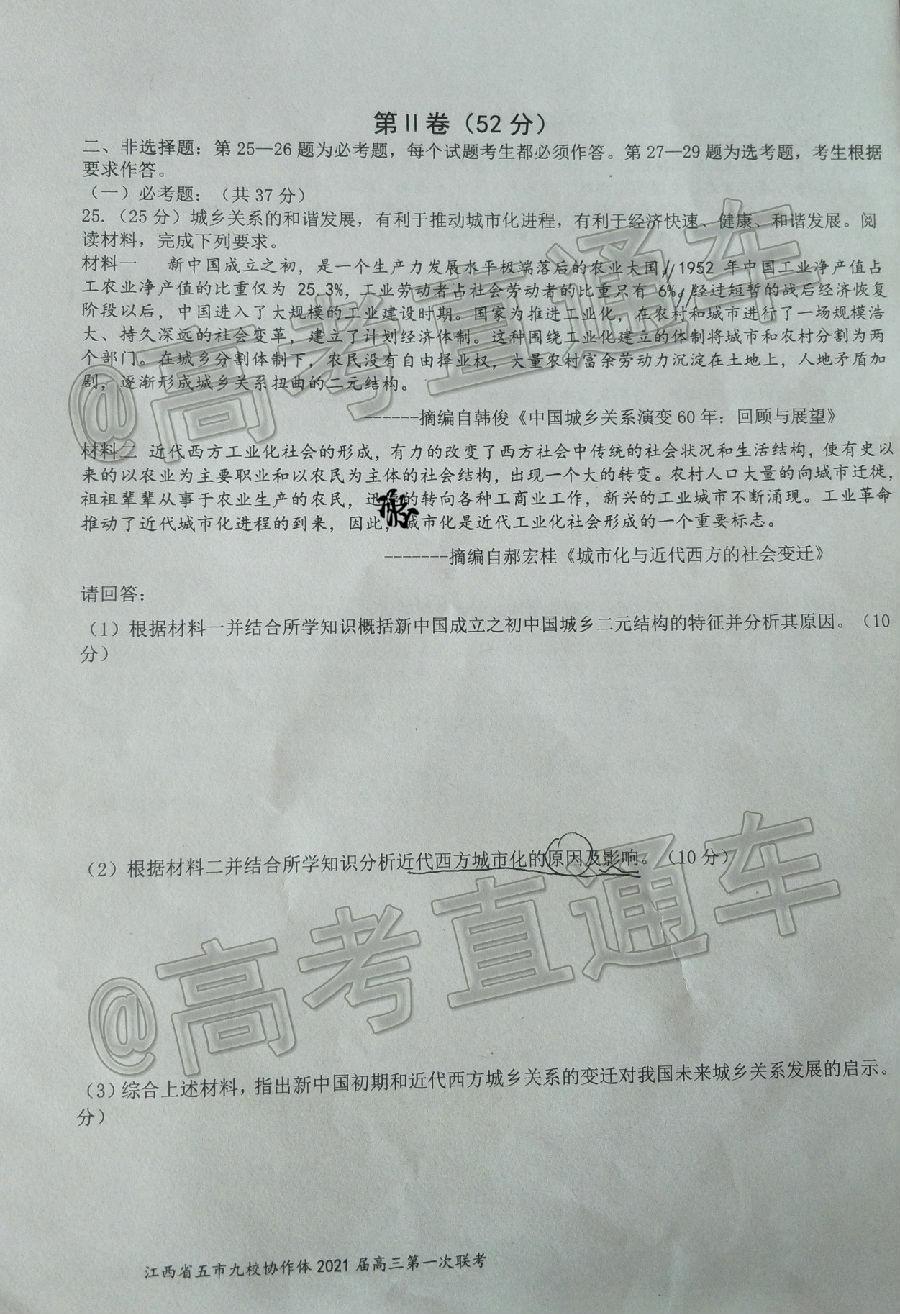 第II卷（52分）
二、非选择题：第25—26题为必考题，每个试题考生都必须作答。第27—29题为选考题，考生根据
要求作答。
（一）必考题：（共37分）
25.（25分）城乡关系的和谐发展，有利于推动城市化进程，有利于经济快速、健康、和谐发展。阅
读材料，完成下列要求。
材料一 新中国成立之初，是一个生产力发展水平极端落后的农业大国，1952年中国工业净产值占
工农业净产值的比重仅为 25.3%，工业劳动者占社会劳动者的比重只有 6%，经过短暂的战后经济恢复
阶段以后，中国进入了大规模的工业建设时期。国家为推进工业化，在农村和城市进行了一场规模浩
大、持久深远的社会变革，建立了计划经济体制。这种围绕工业化建立的体制将城市和农村分割为两
个部门。在城乡分割体制下，农民没有自由择业权，大量农村富余劳动力沉淀在土地上，人地矛盾加
剧，逐渐形成城乡关系扭曲的二元结构。
------摘编自韩俊《中国城乡关系演变60年：回顾与展望》
材料二 近代西方工业化社会的形成，有力的改变了西方社会中传统的社会状况和生活结构，使有史以
来的以农业为主要职业和以农民为主体的社会结构，出现一个大的转变。农村人口大量的向城市迁徙，
祖祖辈辈从事于农业生产的农民，迅 的转向各种工商业工作，新兴的工业城市不断涌现。工业革命
推动了近代城市化进程的到来，因此，城市化是近代工业化社会形成的一个重要标志。
-------摘编自郝宏桂《城市化与近代西方的社会变迁》
请回答：
（1）根据材料一并结合所学知识概括新中国成立之初中国城乡二元结构的特征并分析其原因。（10
分）
（2）根据材料二并结合所学知识分析近代西方城市化的原因及影响。（10分）
（3）综合上述材料，指出新中国初期和近代西方城乡关系的变迁对我国未来城乡关系发展的启示。
分）
江西省五市九校协作体2021届高三第一次联考
@高考直通车
@高考直通车